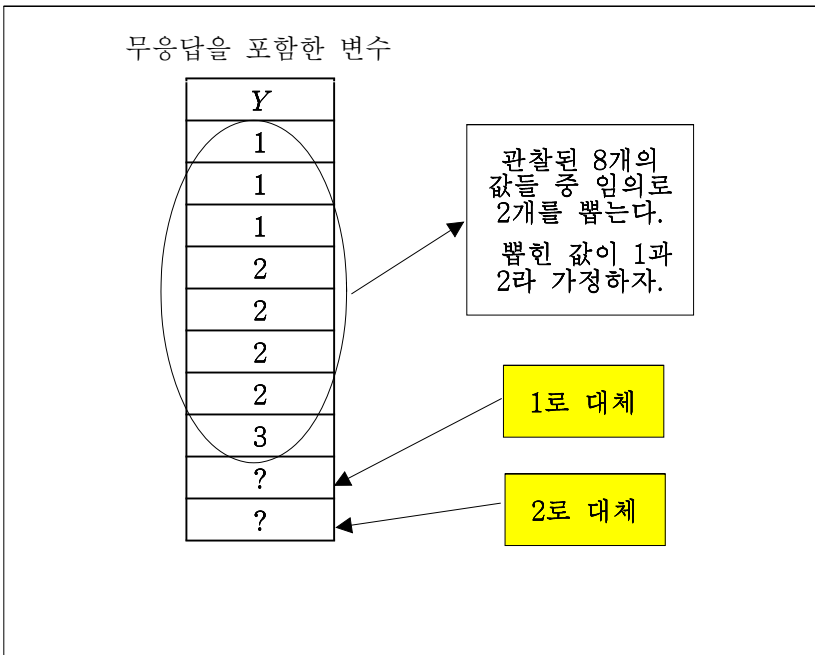 무응답을 포함한 변수
Y
1
1
1
2
2
2
2
3
?
?
관찰된 8개의
값들 중 임의로
2개를 뽑는다.
뽑힌 값이 1과
2라 가정하자.
1로 대체
2로 대체